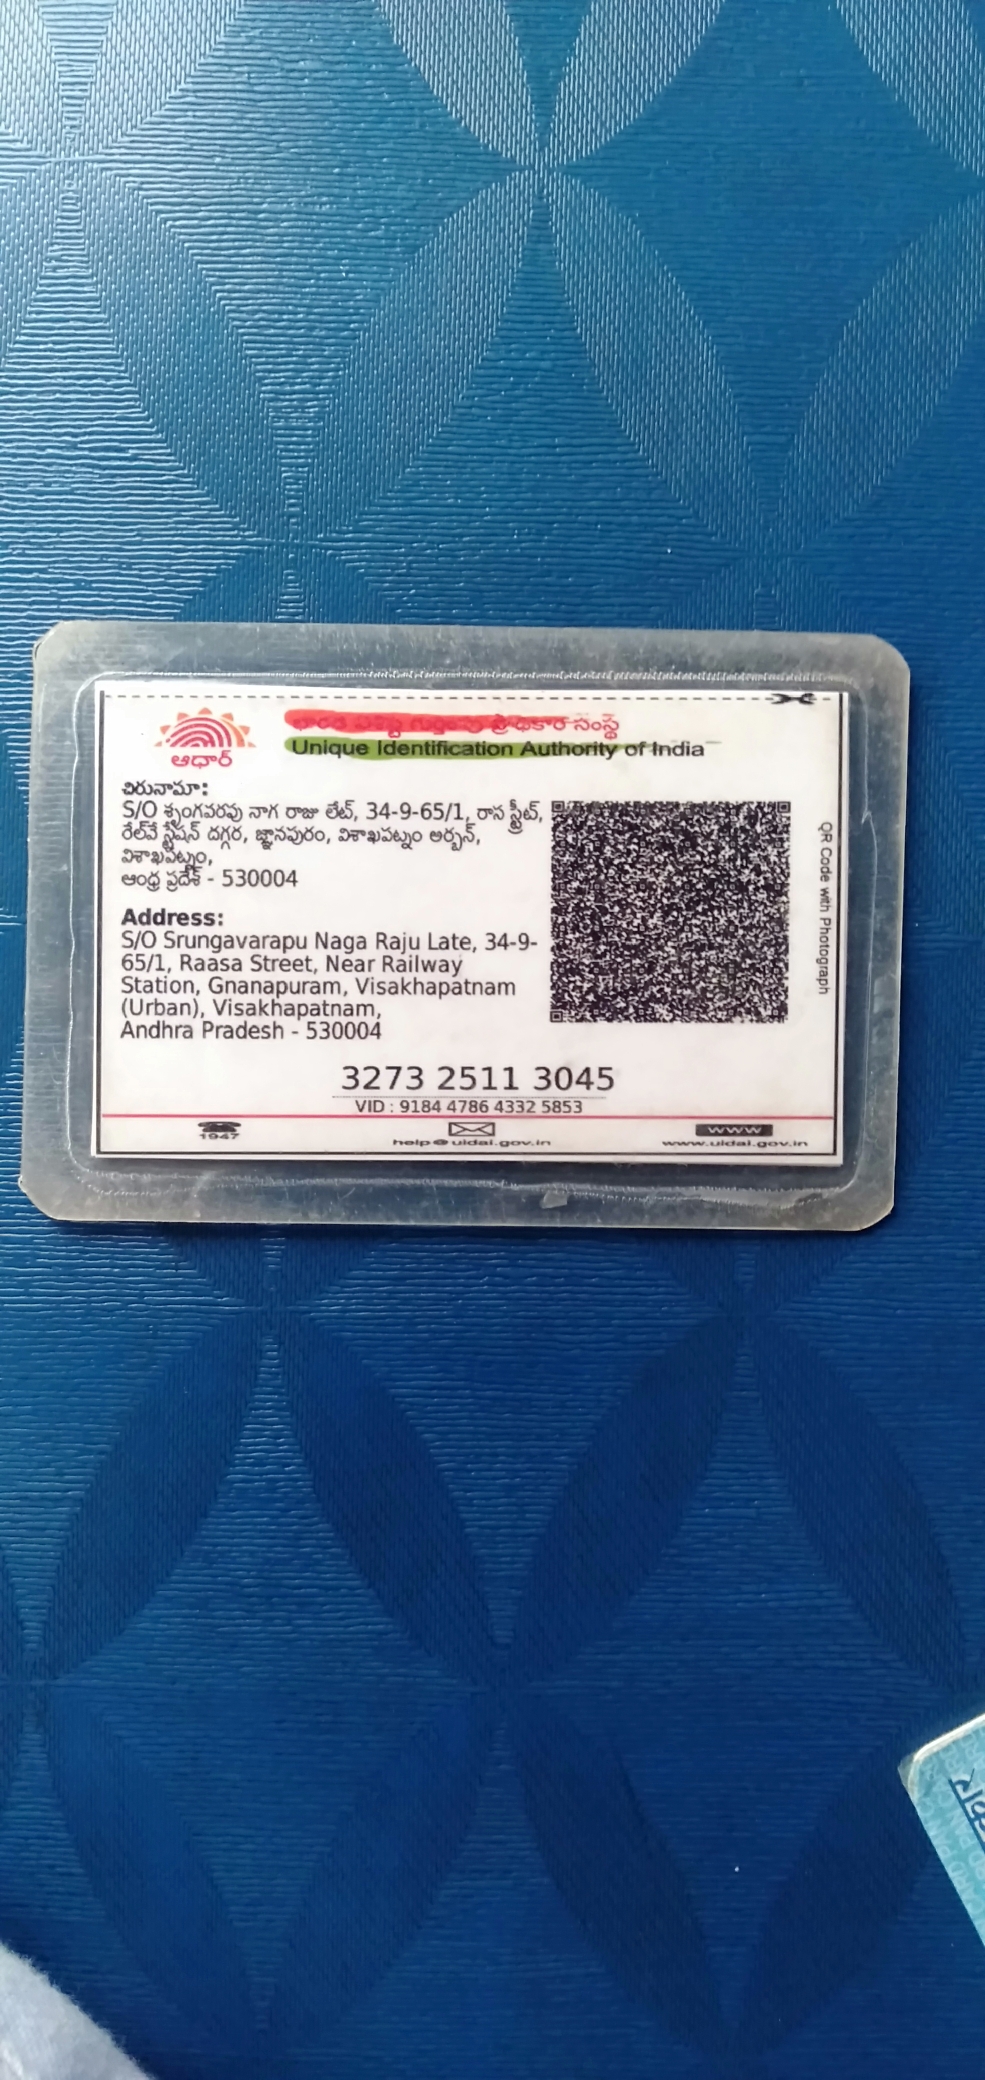 ఆధార్
భారత విశిష్ట గుర్తింపు ప్రాధికార సంస్థ
Unique Identification Authority of India
చిరునామా:
S/O శృంగవరపు నాగ రాజు లేట్, 34-9-65/1, రాస స్ట్రీట్,
రేల్వే స్టేషన్ దగ్గర, జ్ఞానపురం, విశాఖపట్నం అర్బన్,
విశాఖపట్నం,
ఆంధ్ర ప్రదేశ్ - 530004
Address:
S/O Srungavarapu Naga Raju Late, 34-9-
65/1, Raasa Street, Near Railway
Station, Gnanapuram, Visakhapatnam
(Urban), Visakhapatnam,
Andhra Pradesh - 530004
QR Code with Photograph
3273 2511 3045
VID : 9184 4786 4332 5853
1947
help@uidai.gov.in
www
www.uidai.gov.in